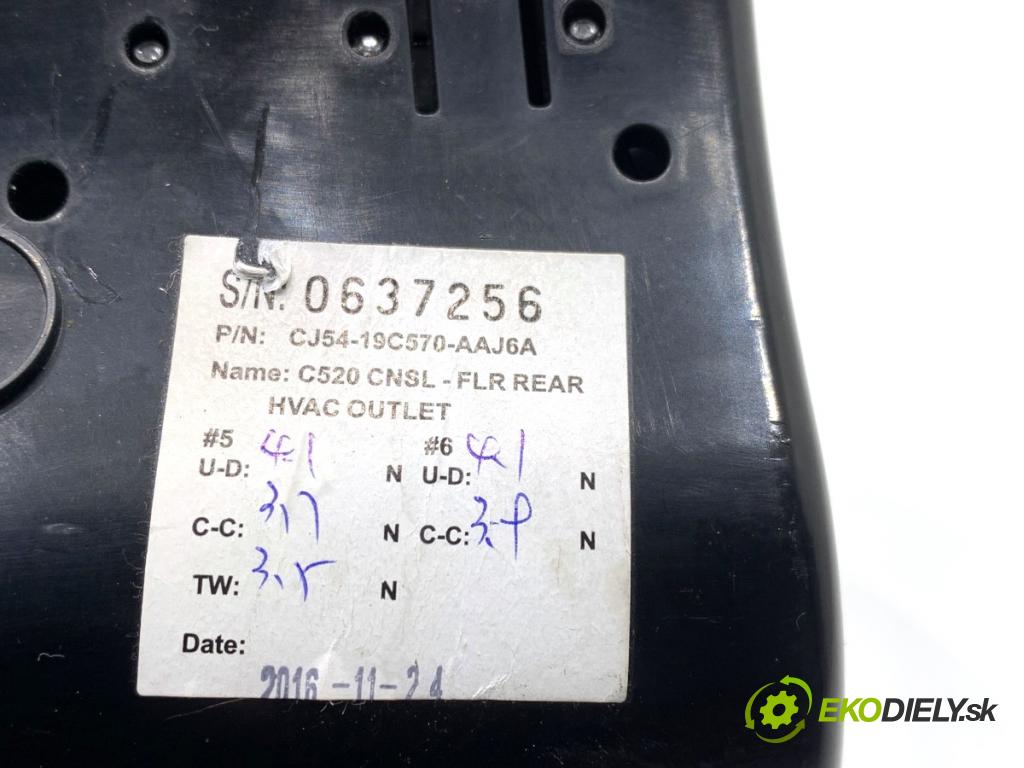 S/N: 0637256
P/N: CJ54-19C570-AAJ6A
Name: C520 CNSL - FLR REAR
HVAC OUTLET
#5 #6
U-D: 4.1 N U-D: 4.1 N
C-C: 3.7 N C-C: 3.9 N
TW: 3.5 N
Date:
2016-11-24
EKODIELY.sk